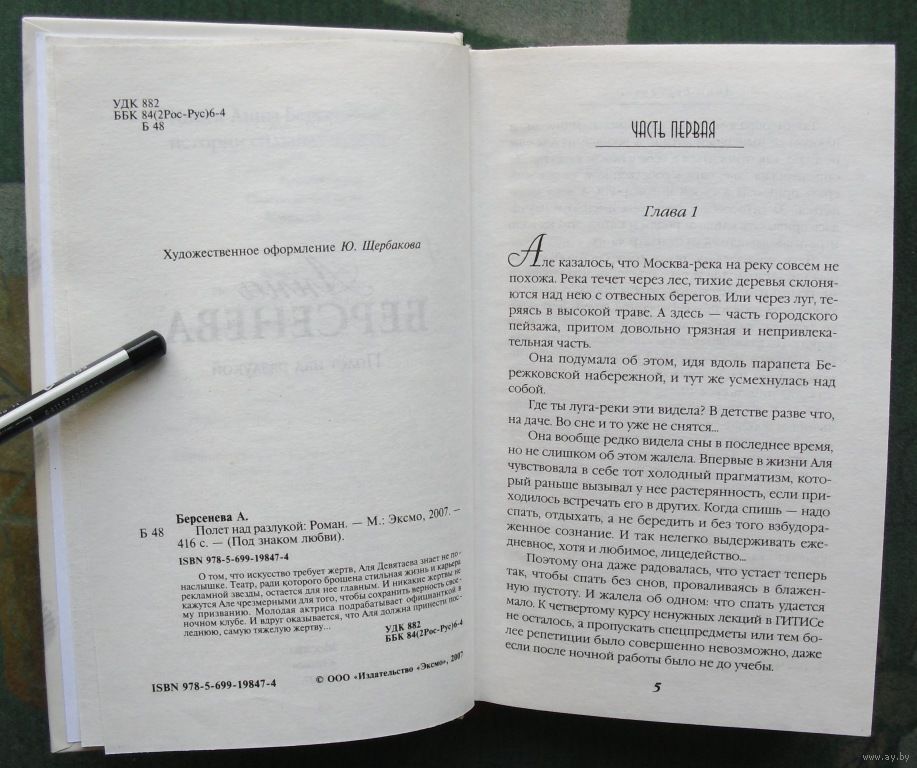 УДК 882
ББК 84(2Рос-Рус)6-4
Б 48
Художественное оформление Ю. Щербакова
БЕРСЕНЕВА
Полет над разлукой
Берсенева А.
Б 48 Полет над разлукой: Роман. — М.: Эксмо, 2007. —
416 с. — (Под знаком любви).
ISBN 978-5-699-19847-4
О том, что искусство требует жертв, Аля Девятаева знает не по-
наслышке. Театр, ради которого брошена стильная жизнь и карьера
рекламной звезды, остается для нее главным. И никакие жертвы не
кажутся Але чрезмерными для того, чтобы сохранить верность свое-
му призванию. Молодая актриса подрабатывает официанткой в
ночном клубе. И вдруг оказывается, что Аля должна принести пос-
леднюю, самую тяжелую жертву...
УДК 882
ББК 84(2Рос-Рус)6-4
ISBN 978-5-699-19847-4
© ООО «Издательство «Эксмо», 2007
ЧАСТЬ ПЕРВАЯ
Глава 1
Але казалось, что Москва-река на реку совсем не
похожа. Река течет через лес, тихие деревья склоня-
ются над нею с отвесных берегов. Или через луг, те-
ряясь в высокой траве. А здесь — часть городского
пейзажа, притом довольно грязная и непривлека-
тельная часть.
Она подумала об этом, идя вдоль парапета Бе-
режковской набережной, и тут же усмехнулась над
собой.
Где ты луга-реки эти видела? В детстве разве что,
на даче. Во сне и то уже не снятся...
Она вообще редко видела сны в последнее время,
но не слишком об этом жалела. Впервые в жизни Аля
чувствовала в себе тот холодный прагматизм, кото-
рый раньше вызывал у нее растерянность, если при-
ходилось встречать его в других. Когда спишь — надо
спать, отдыхать, а не бередить и без того взбудора-
женное сознание. И так нелегко выдерживать еже-
дневное, хотя и любимое, лицедейство...
Поэтому она даже радовалась, что устает теперь
так, чтобы спать без снов, проваливаясь в блажен-
ную пустоту. И жалела об одном: что спать удается
мало. К четвертому курсу ненужных лекций в ГИТИСе
не осталось, а пропускать спецпредметы или тем бо-
лее репетиции было совершенно невозможно, даже
если после ночной работы было не до учебы.
5
www.ay.by